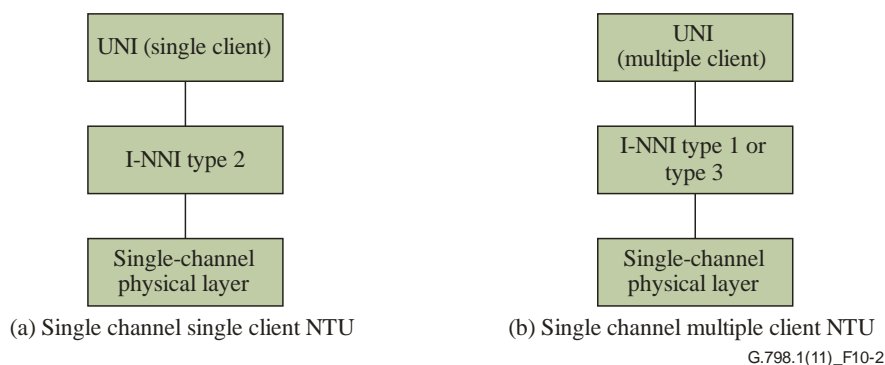 UNI (single client)
I-NNI type 2
Single-channel
physical layer
(a) Single channel single client NTU
UNI
(multiple client)
I-NNI type 1 or
type 3
Single-channel
physical layer
(b) Single channel multiple client NTU
G.798.1(11)_F10-2